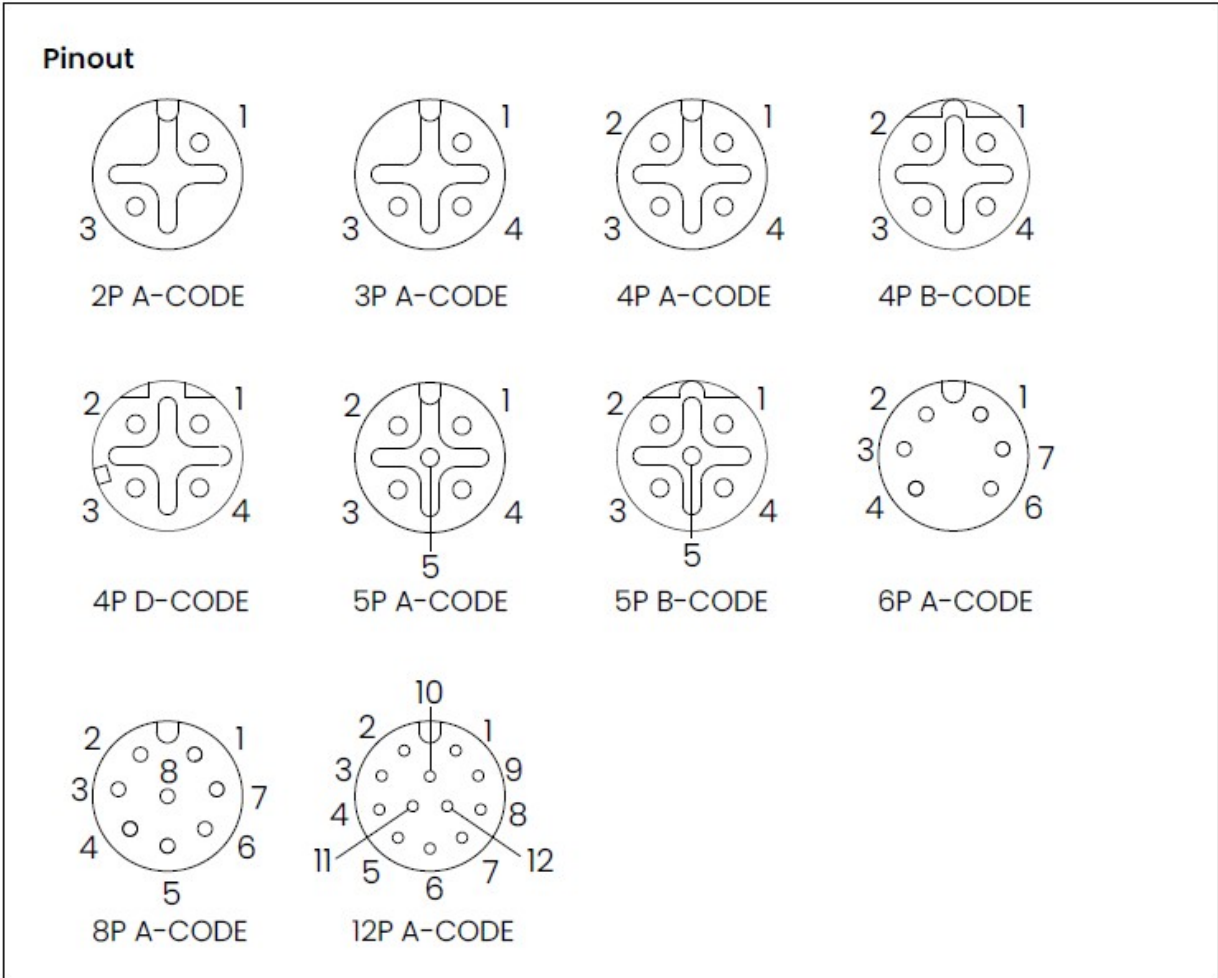 Pinout
1
3
2P A-CODE
1
3 4
3P A-CODE
2 1
3 4
4P A-CODE
2 1
3 4
4P B-CODE
2 1
3 4
4P D-CODE
2 1
3 4
5
5P A-CODE
2 1
3 4
5
5P B-CODE
2 1
3 7
4 6
6P A-CODE
2 1
8
3 7
4 6
5
8P A-CODE
10
2 1
3 9
4 8
11 12
5 7
6
12P A-CODE